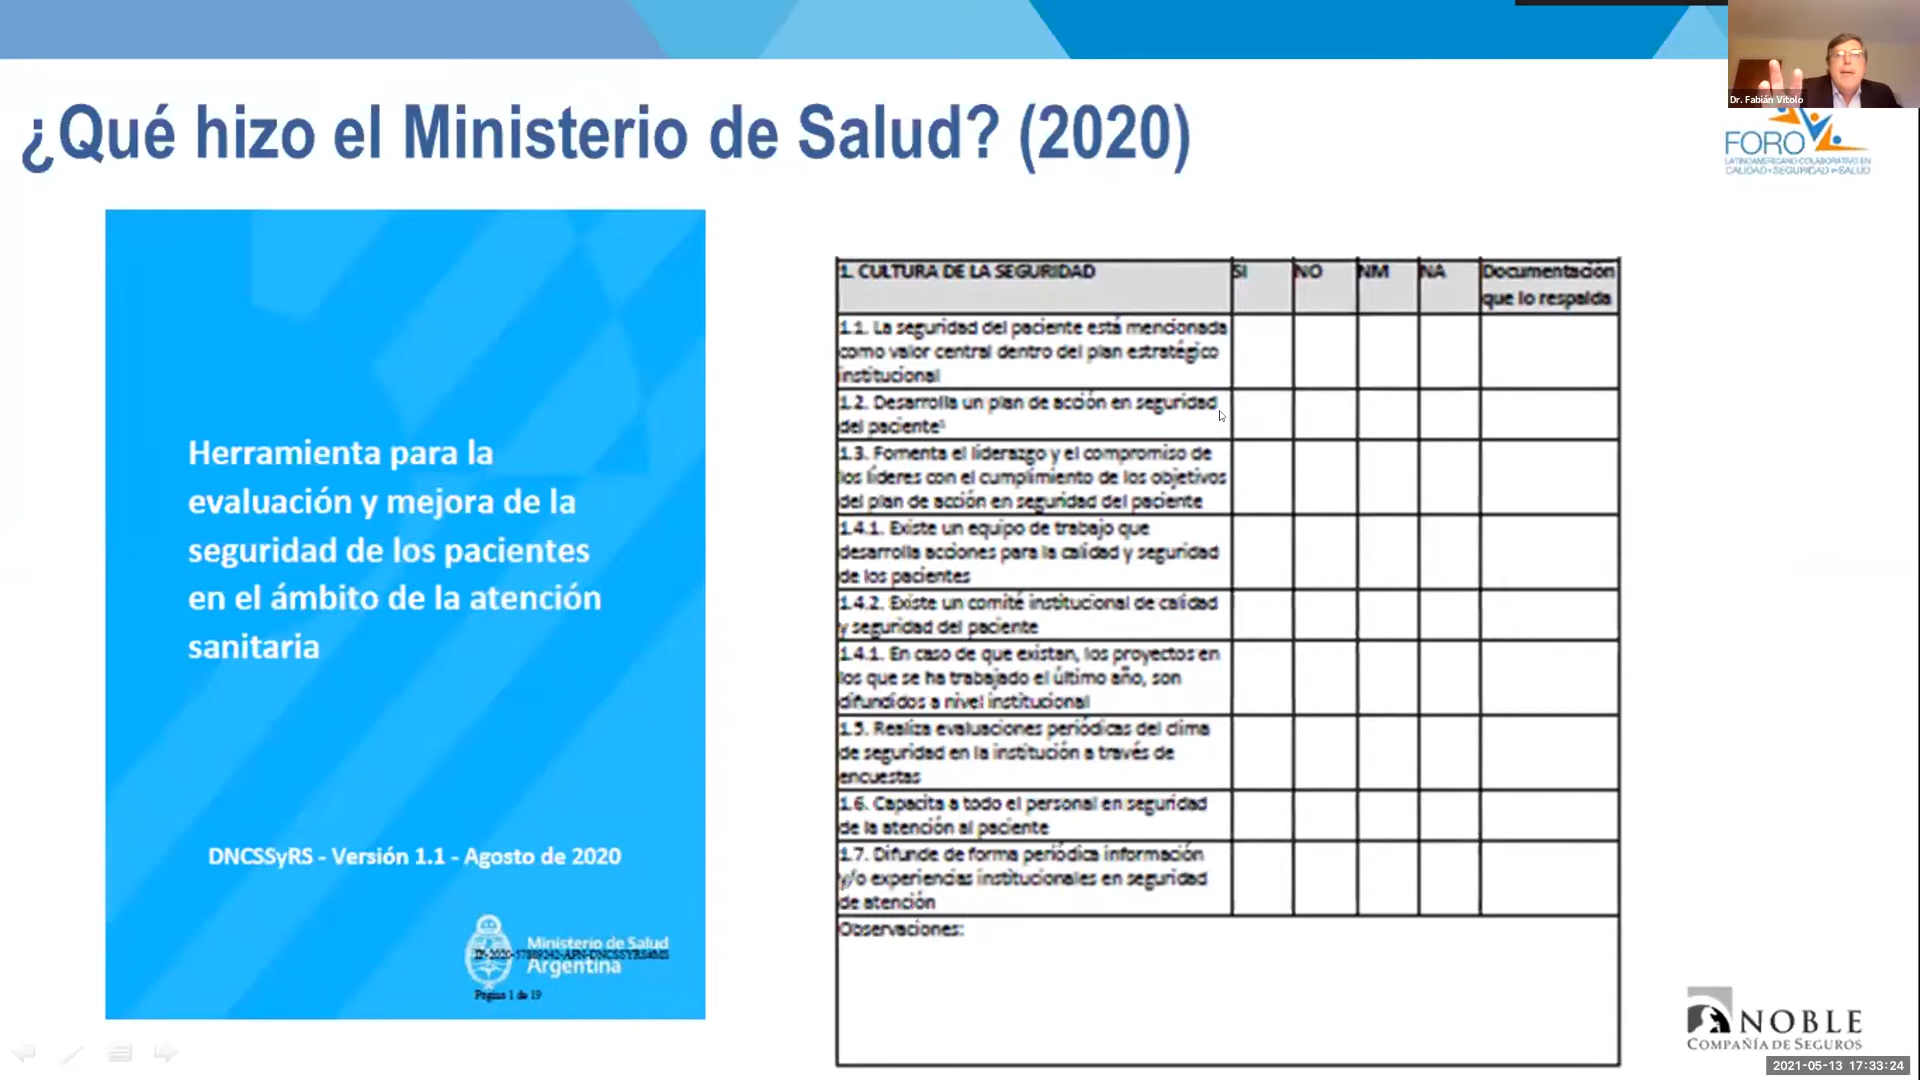 ¿Qué hizo el Ministerio de Salud? (2020)
Dr. Fabián Vítolo
FORO
LATINOAMERICANO COLABORATIVO EN
CALIDAD Y SEGURIDAD EN SALUD
Herramienta para la
evaluación y mejora de la
seguridad de los pacientes
en el ámbito de la atención
sanitaria
DNCSSyRS - Versión 1.1 - Agosto de 2020
Ministerio de Salud
Argentina
Página 1 de 19
1. CULTURA DE LA SEGURIDAD SI NO NM NA Documentación
que lo respalda
1.1. La seguridad del paciente está mencionada
como valor central dentro del plan estratégico
institucional
1.2. Desarrolla un plan de acción en seguridad
del paciente¹
1.3. Fomenta el liderazgo y el compromiso de
los líderes con el cumplimiento de los objetivos
del plan de acción en seguridad del paciente
1.4.1. Existe un equipo de trabajo que
desarrolla acciones para la calidad y seguridad
de los pacientes
1.4.2. Existe un comité institucional de calidad
y seguridad del paciente
1.4.1. En caso de que existan, los proyectos en
los que se ha trabajado el último año, son
difundidos a nivel institucional
1.5. Realiza evaluaciones periódicas del clima
de seguridad en la institución a través de
encuestas
1.6. Capacita a todo el personal en seguridad
de la atención al paciente
1.7. Difunde de forma periódica información
y/o experiencias institucionales en seguridad
de atención
Observaciones:
NOBLE
COMPAÑÍA DE SEGUROS
2021-05-13 17:33:24